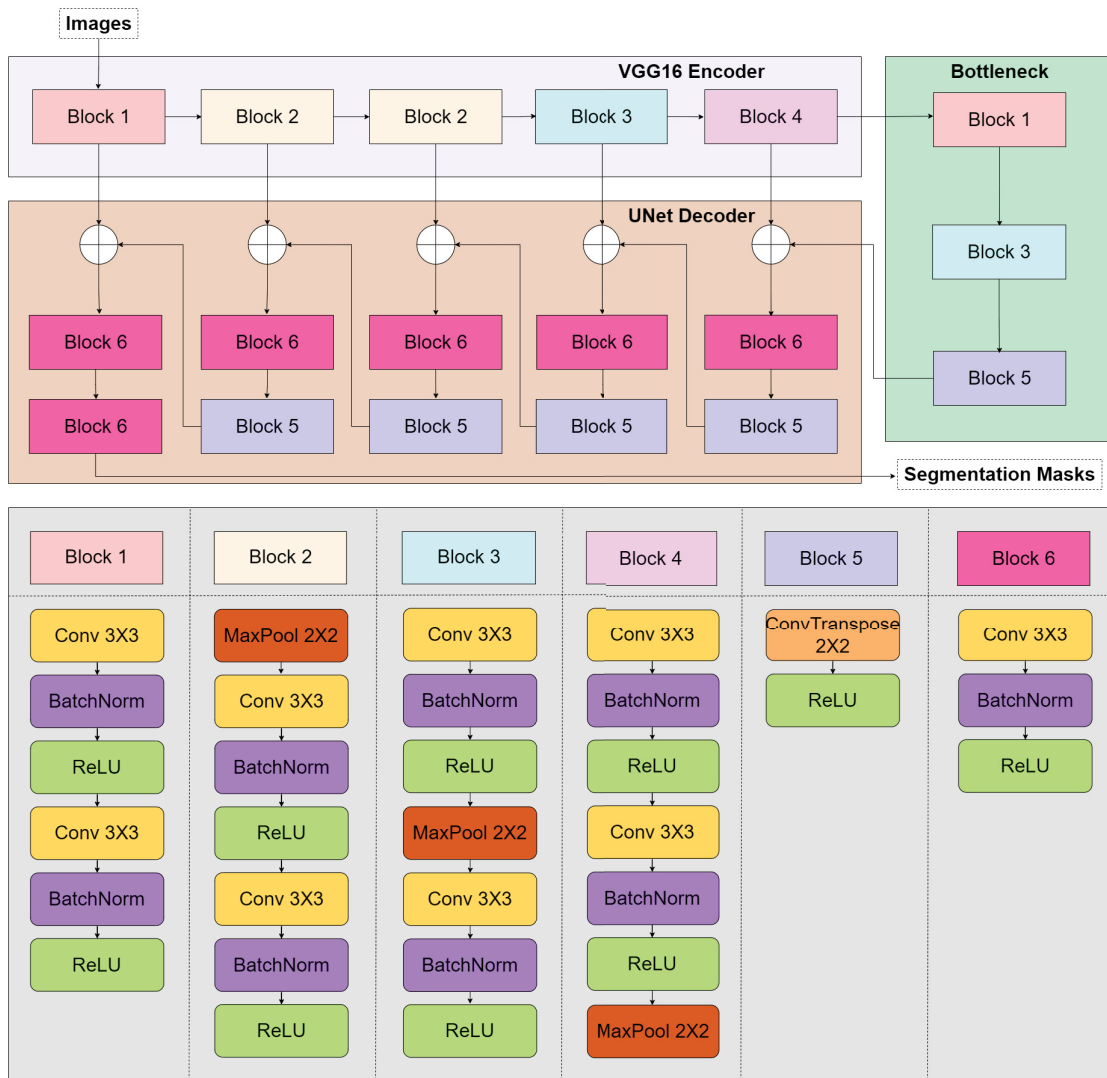 Images
VGG16 Encoder
Bottleneck
Block 1
Block 2
Block 2
Block 3
Block 4
Block 1
UNet Decoder
Block 3
Block 6
Block 6
Block 6
Block 6
Block 6
Block 5
Block 6
Block 5
Block 5
Block 5
Block 5
Segmentation Masks
Block 1
Block 2
Block 3
Block 4
Block 5
Block 6
Conv 3X3
BatchNorm
ReLU
Conv 3X3
BatchNorm
ReLU
MaxPool 2X2
Conv 3X3
BatchNorm
ReLU
Conv 3X3
BatchNorm
ReLU
Conv 3X3
BatchNorm
ReLU
MaxPool 2X2
Conv 3X3
BatchNorm
ReLU
Conv 3X3
BatchNorm
ReLU
Conv 3X3
BatchNorm
ReLU
MaxPool 2X2
ConvTranspose
2X2
ReLU
Conv 3X3
BatchNorm
ReLU